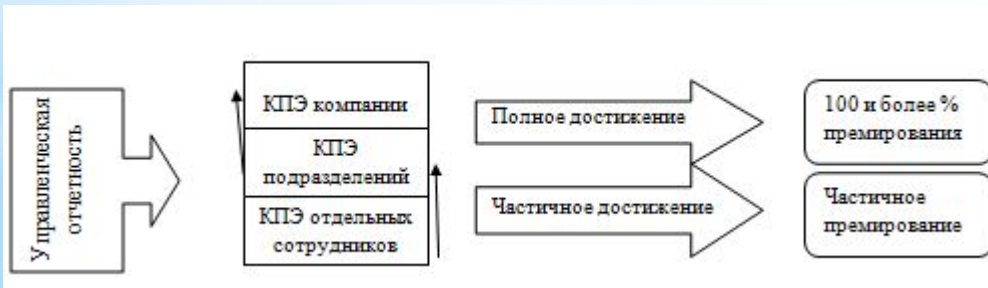 Управленческая
отчетность
КПЭ компании
КПЭ
подразделений
КПЭ отдельных
сотрудников
Полное достижение
Частичное достижение
100 и более %
премирования
Частичное
премирование